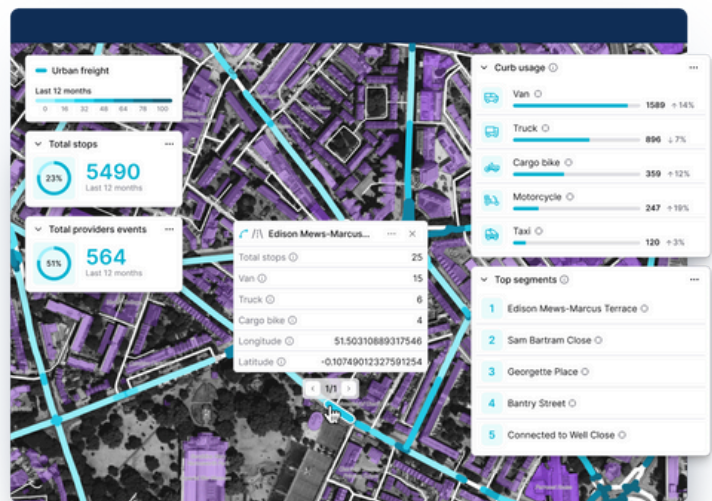 Urban freight
Last 12 months
0 16 32 48 64 78 100
Total stops
23%
5490
Last 12 months
Total providers events
51%
564
Last 12 months
Edison Mews-Marcus...
Total stops 25
Van 15
Truck 6
Cargo bike 4
Longitude 51.50310889317546
Latitude -0.10749012327591254
1/1
Curb usage
Van
1589 ↑14%
Truck
896 ↓7%
Cargo bike
359 ↑12%
Motorcycle
247 ↑19%
Taxi
120 ↑3%
Top segments
1 Edison Mews-Marcus Terrace
2 Sam Bartram Close
3 Georgette Place
4 Bantry Street
5 Connected to Well Close